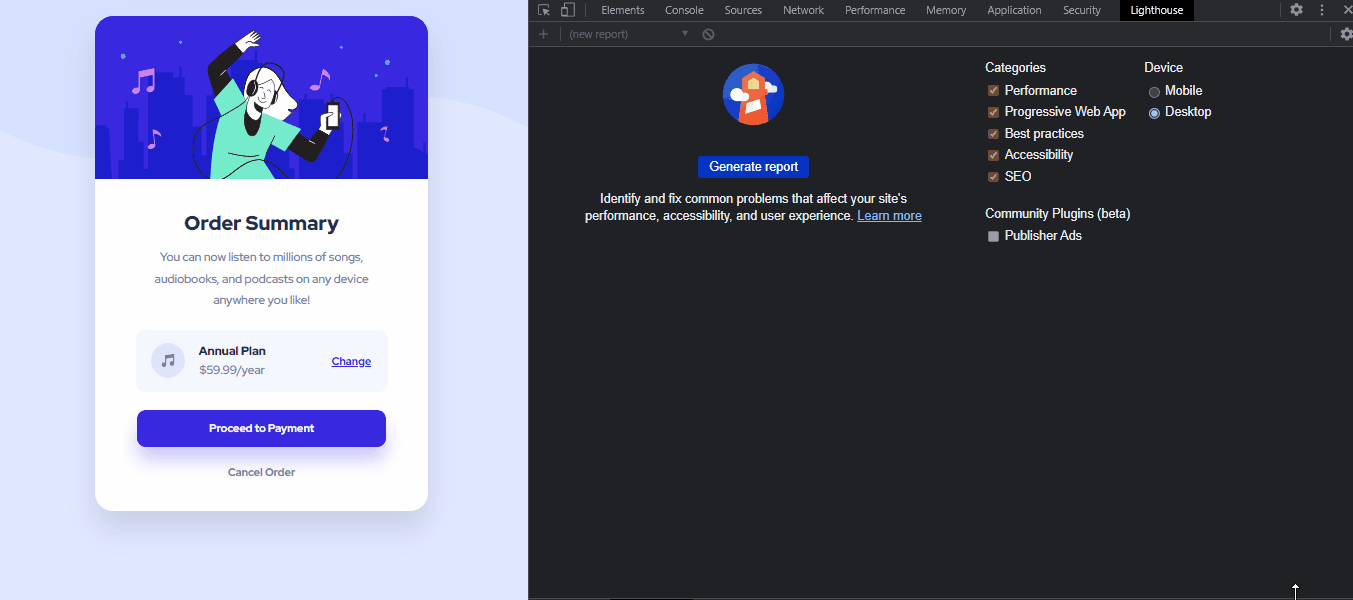 Order Summary
You can now listen to millions of songs,
audiobooks, and podcasts on any device
anywhere you like!
Annual Plan
$59.99/year
Change
Proceed to Payment
Cancel Order
Elements Console Sources Network Performance Memory Application Security Lighthouse
(new report)
Generate report
Identify and fix common problems that affect your site's
performance, accessibility, and user experience. Learn more
Categories
Performance
Progressive Web App
Best practices
Accessibility
SEO
Community Plugins (beta)
Publisher Ads
Device
Mobile
Desktop